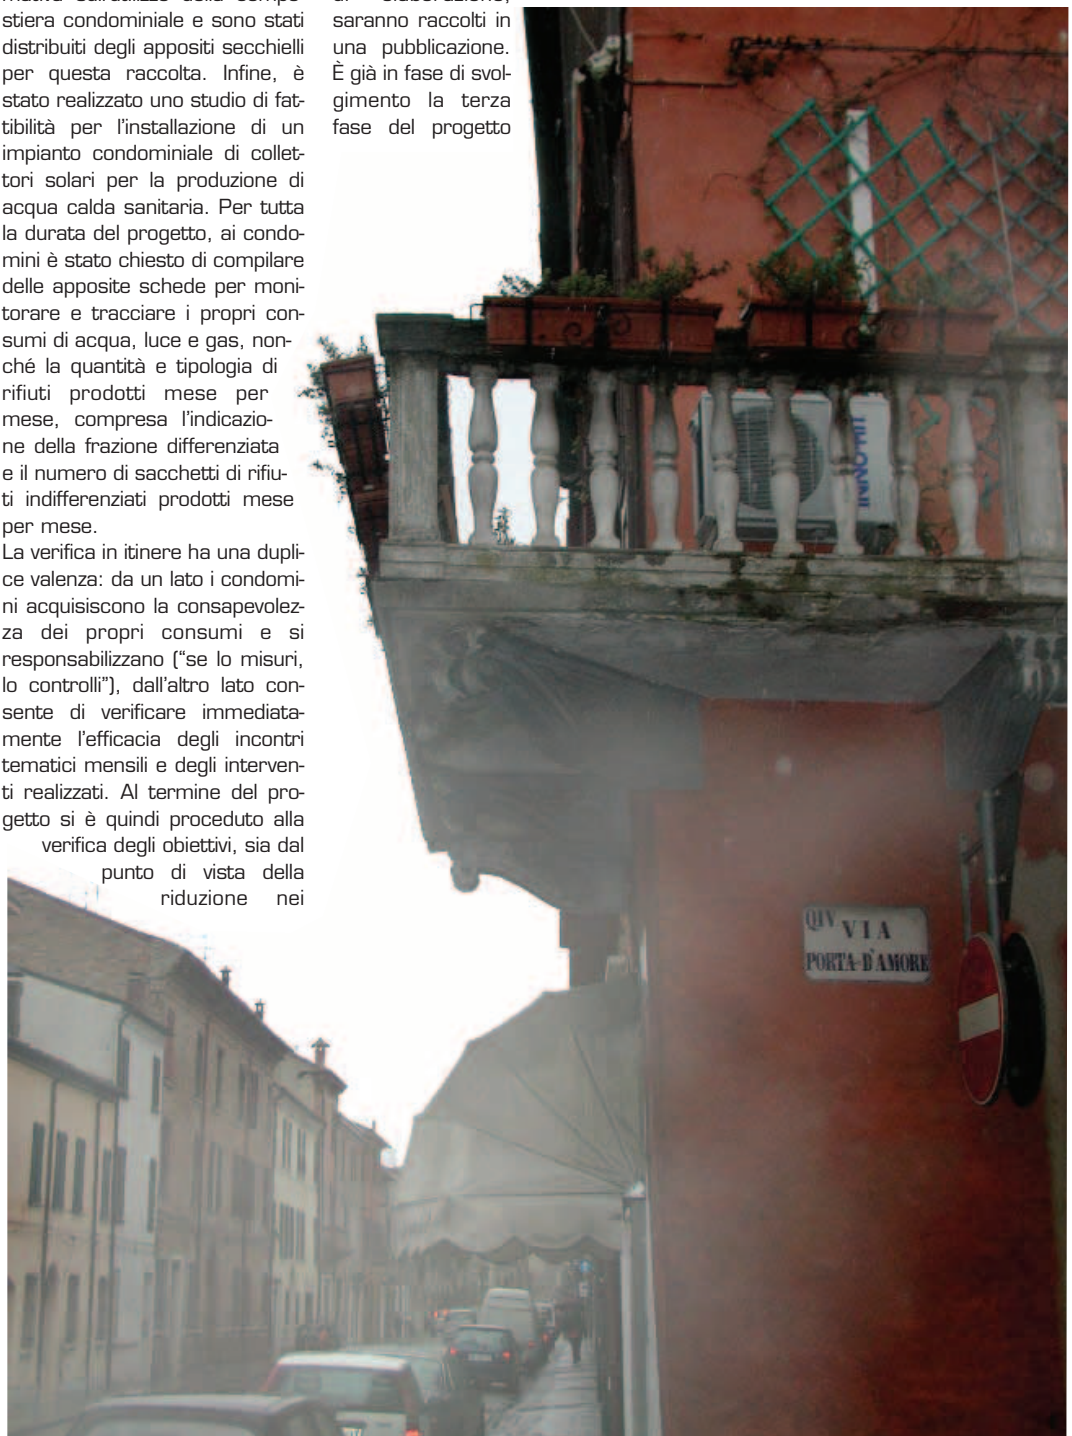 stiera condominiale e sono stati
distribuiti degli appositi secchielli
per questa raccolta. Infine, è
stato realizzato uno studio di fat-
tibilità per l'installazione di un
impianto condominiale di collet-
tori solari per la produzione di
acqua calda sanitaria. Per tutta
la durata del progetto, ai condo-
mini è stato chiesto di compilare
delle apposite schede per moni-
torare e tracciare i propri con-
sumi di acqua, luce e gas, non-
ché la quantità e tipologia di
rifiuti prodotti mese per
mese, compresa l'indicazio-
ne della frazione differenziata
e il numero di sacchetti di rifiu-
ti indifferenziati prodotti mese
per mese.
La verifica in itinere ha una dupli-
ce valenza: da un lato i condomi-
ni acquisiscono la consapevolez-
za dei propri consumi e si
responsabilizzano (“se lo misuri,
lo controlli”), dall'altro lato con-
sente di verificare immediata-
mente l'efficacia degli incontri
tematici mensili e degli interven-
ti realizzati. Al termine del pro-
getto si è quindi proceduto alla
verifica degli obiettivi, sia dal
punto di vista della
riduzione nei
saranno raccolti in
una pubblicazione.
È già in fase di svol-
gimento la terza
fase del progetto
INNO-HIT
QIV VIA
PORTA D'AMORE